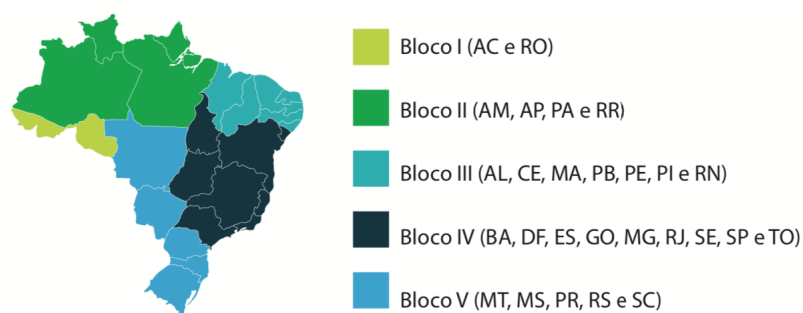 Bloco I (AC e RO)
Bloco II (AM, AP, PA e RR)
Bloco III (AL, CE, MA, PB, PE, PI e RN)
Bloco IV (BA, DF, ES, GO, MG, RJ, SE, SP e TO)
Bloco V (MT, MS, PR, RS e SC)